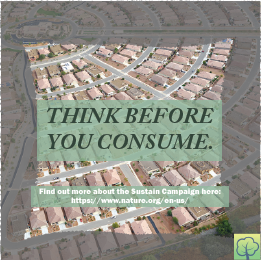 THINK BEFORE
YOU CONSUME.
Find out more about the Sustain Campaign here:
https://www.nature.org/en-us/